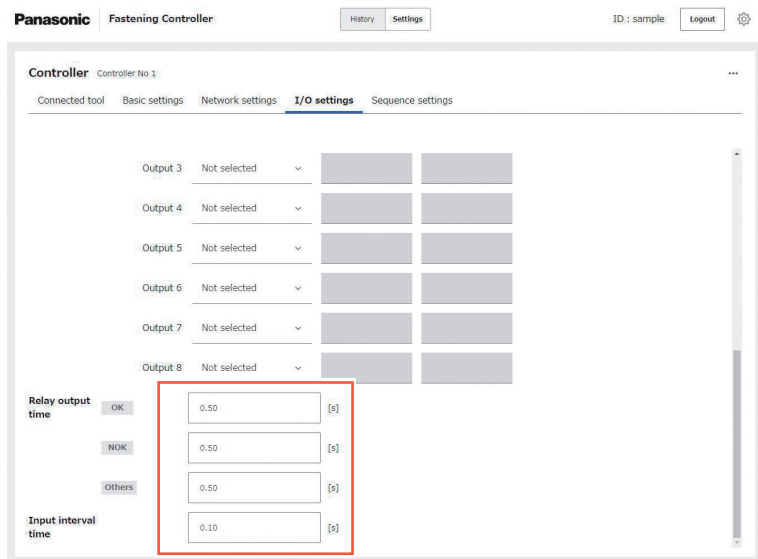 Panasonic Fastening Controller History Settings ID : sample Logout
Controller Controller No 1
Connected tool Basic settings Network settings I/O settings Sequence settings
Output 3 Not selected
Output 4 Not selected
Output 5 Not selected
Output 6 Not selected
Output 7 Not selected
Output 8 Not selected
Relay output
time
OK 0.50 [s]
NOK 0.50 [s]
Others 0.50 [s]
Input interval
time
0.10 [s]